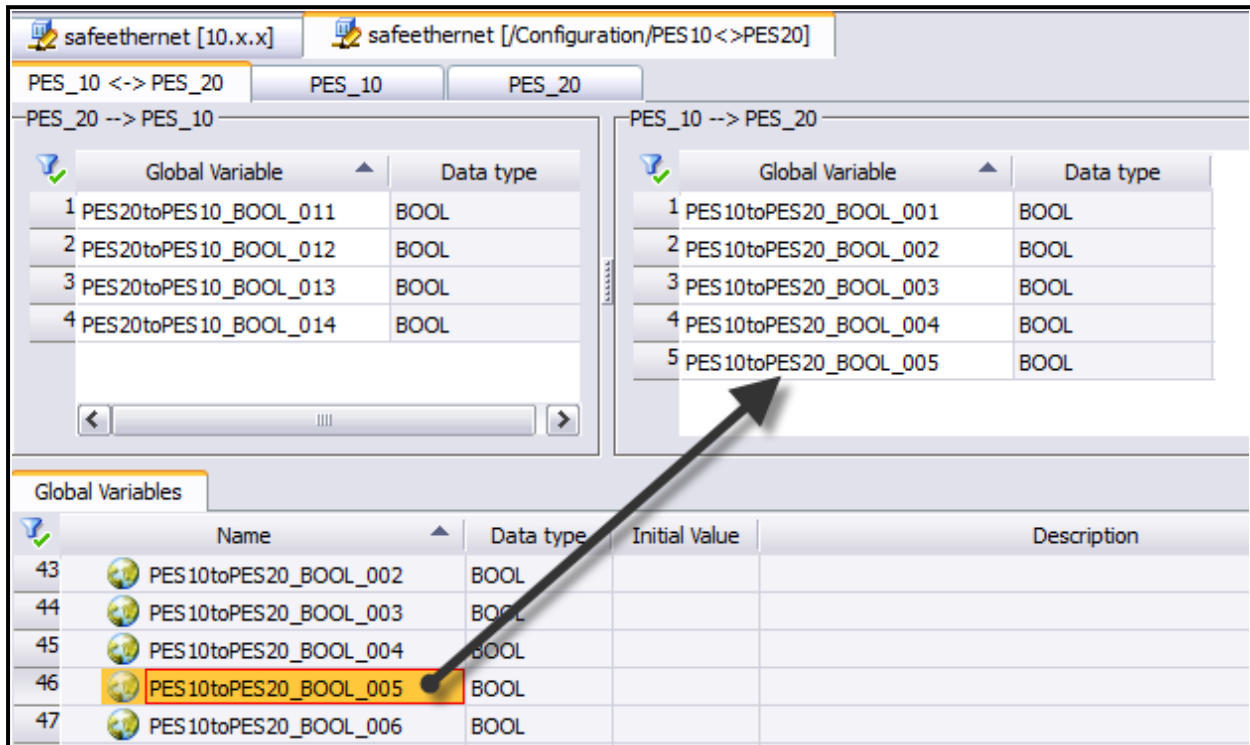 safeethernet [10.x.x] safeethernet [/Configuration/PES10<>PES20]
PES_10 <-> PES_20 PES_10 PES_20
PES_20 --> PES_10 PES_10 --> PES_20
Global Variable Data type Global Variable Data type
1 PES20toPES10_BOOL_011 BOOL 1 PES10toPES20_BOOL_001 BOOL
2 PES20toPES10_BOOL_012 BOOL 2 PES10toPES20_BOOL_002 BOOL
3 PES20toPES10_BOOL_013 BOOL 3 PES10toPES20_BOOL_003 BOOL
4 PES20toPES10_BOOL_014 BOOL 4 PES10toPES20_BOOL_004 BOOL
5 PES10toPES20_BOOL_005 BOOL
Global Variables
Name Data type Initial Value Description
43 PES10toPES20_BOOL_002 BOOL
44 PES10toPES20_BOOL_003 BOOL
45 PES10toPES20_BOOL_004 BOOL
46 PES10toPES20_BOOL_005 BOOL
47 PES10toPES20_BOOL_006 BOOL